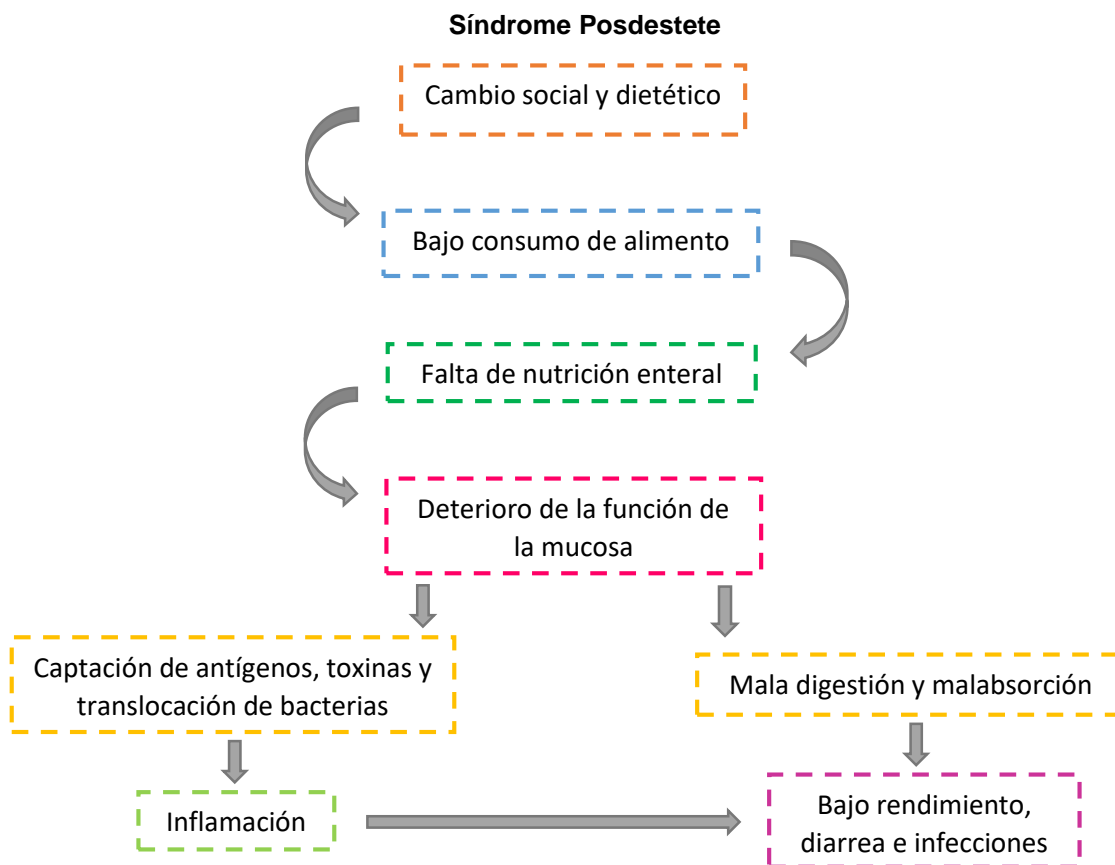 Síndrome Posdestete
Cambio social y dietético
Bajo consumo de alimento
Falta de nutrición enteral
Deterioro de la función de
la mucosa
Captación de antígenos, toxinas y
translocación de bacterias
Mala digestión y malabsorción
Inflamación
Bajo rendimiento,
diarrea e infecciones